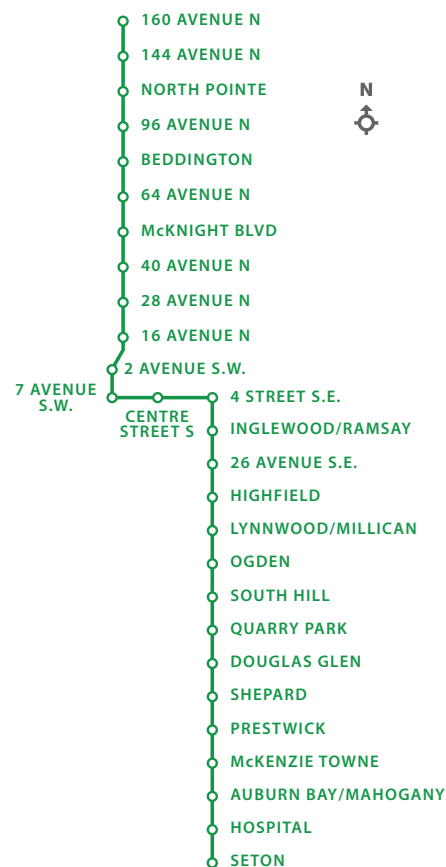 160 AVENUE N
144 AVENUE N
NORTH POINTE
N
96 AVENUE N
BEDDINGTON
64 AVENUE N
McKNIGHT BLVD
40 AVENUE N
28 AVENUE N
16 AVENUE N
2 AVENUE S.W.
7 AVENUE
S.W.
CENTRE
STREET S
4 STREET S.E.
INGLEWOOD/RAMSAY
26 AVENUE S.E.
HIGHFIELD
LYNNWOOD/MILLICAN
OGDEN
SOUTH HILL
QUARRY PARK
DOUGLAS GLEN
SHEPARD
PRESTWICK
McKENZIE TOWNE
AUBURN BAY/MAHOGANY
HOSPITAL
SETON